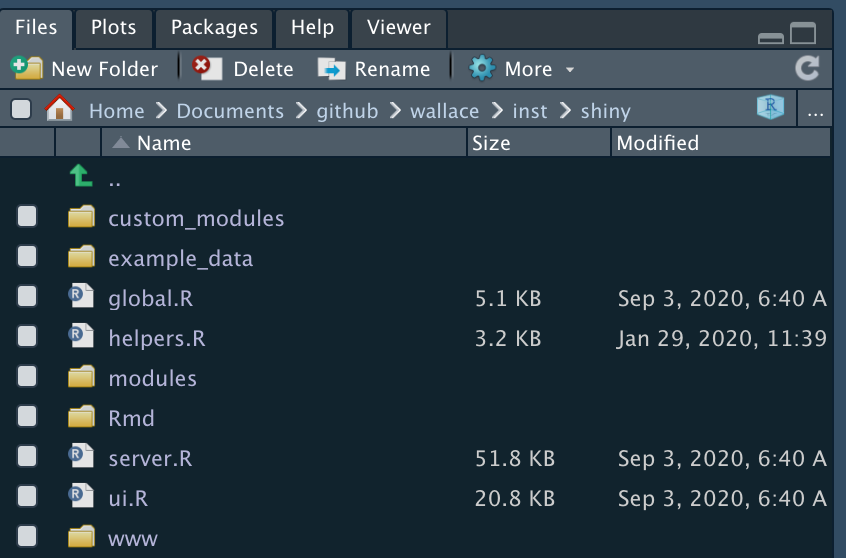 Files Plots Packages Help Viewer
New Folder Delete Rename More
Home Documents github wallace inst shiny R ...
Name Size Modified
..
custom_modules
example_data
R global.R 5.1 KB Sep 3, 2020, 6:40 A
R helpers.R 3.2 KB Jan 29, 2020, 11:39
modules
Rmd
R server.R 51.8 KB Sep 3, 2020, 6:40 A
R ui.R 20.8 KB Sep 3, 2020, 6:40 A
www